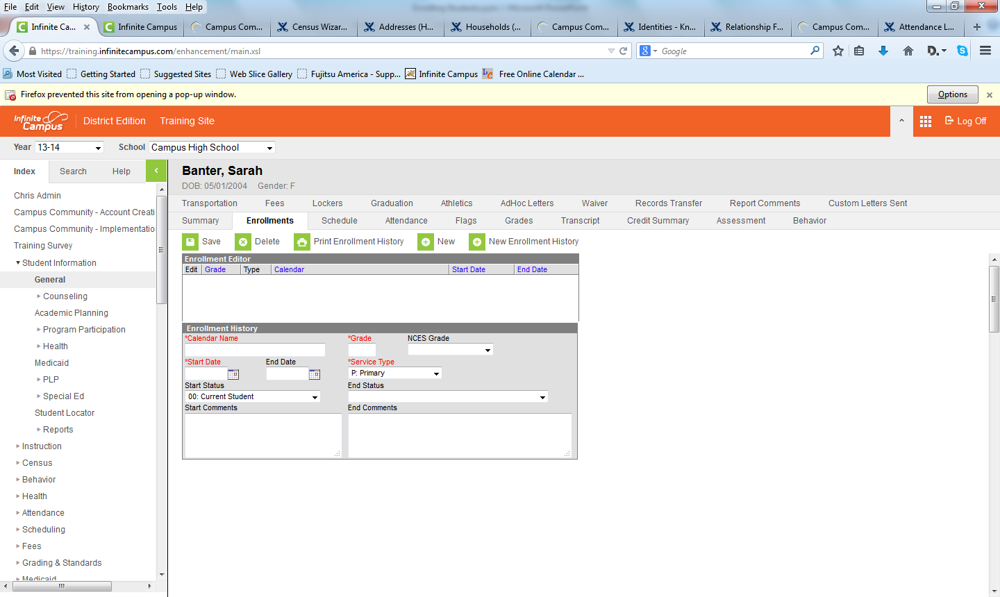 File Edit View History Bookmarks Tools Help
Infinite Ca... Infinite Campus Campus Com... Census Wizar... Addresses (H... Households (... Campus Com... Identities - Kn... Relationship F... Campus Com... Attendance L...
https://training.infinitecampus.com/enhancement/main.xsl Google
Most Visited Getting Started Suggested Sites Web Slice Gallery Fujitsu America - Supp... Infinite Campus Free Online Calendar ...
Firefox prevented this site from opening a pop-up window. Options
Infinite Campus District Edition Training Site Log Off
Year 13-14 School Campus High School
Index Search Help
Chris Admin
Campus Community - Account Creati
Campus Community - Implementatio
Training Survey
Student Information
General
Counseling
Academic Planning
Program Participation
Health
Medicaid
PLP
Special Ed
Student Locator
Reports
Instruction
Census
Behavior
Health
Attendance
Scheduling
Fees
Grading & Standards
Medicaid
Banter, Sarah
DOB: 05/01/2004 Gender: F
Transportation Fees Lockers Graduation Athletics AdHoc Letters Waiver Records Transfer Report Comments Custom Letters Sent
Summary Enrollments Schedule Attendance Flags Grades Transcript Credit Summary Assessment Behavior
Save Delete Print Enrollment History New New Enrollment History
Enrollment Editor
Edit Grade Type Calendar Start Date End Date
Enrollment History
*Calendar Name *Grade NCES Grade
*Start Date End Date *Service Type
P: Primary
Start Status End Status
00: Current Student
Start Comments End Comments